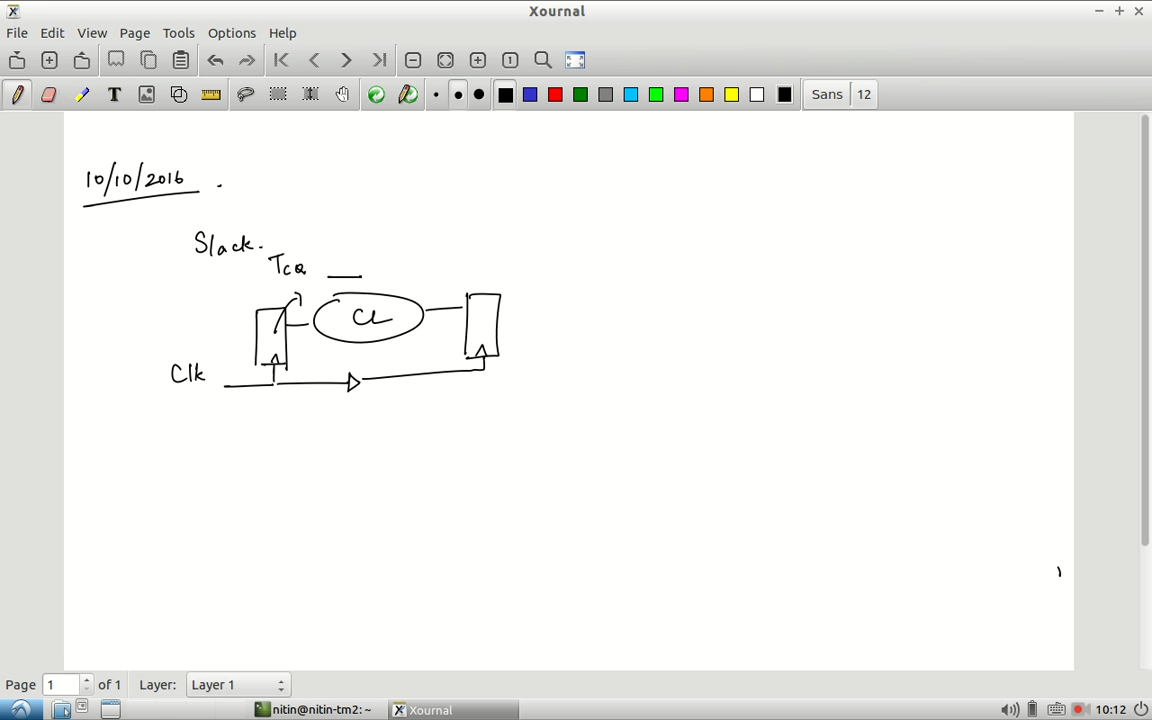 Xournal
File Edit View Page Tools Options Help
Sans 12
10/10/2016
Slack.
TCQ
CL
Clk
Page 1 of 1 Layer: Layer 1
nitin@nitin-tm2: ~ Xournal 10:12